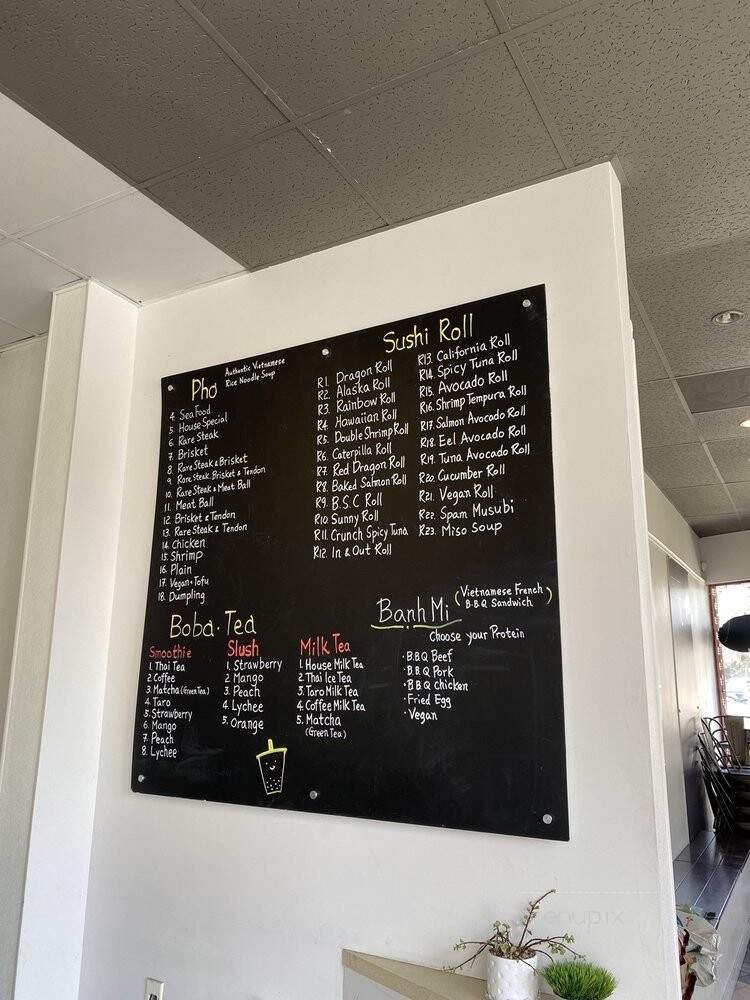 Pho
Authentic Vietnamese
Rice Noodle Soup
4. Sea Food
5. House Special
6. Rare Steak
7. Brisket
8. Rare Steak & Brisket
9. Rare Steak, Brisket & Tendon
10. Rare Steak & Meat Ball
11. Meat Ball
12. Brisket & Tendon
13. Rare Steak & Tendon
14. Chicken
15. Shrimp
16. Plain
17. Vegan + Tofu
18. Dumpling
Sushi Roll
R1. Dragon Roll
R2. Alaska Roll
R3. Rainbow Roll
R4. Hawaiian Roll
R5. Double Shrimp Roll
R6. Caterpilla Roll
R7. Red Dragon Roll
R8. Baked Salmon Roll
R9. B.S.C Roll
R10. Sunny Roll
R11. Crunch Spicy Tuna
R12. In & Out Roll
R13. California Roll
R14. Spicy Tuna Roll
R15. Avocado Roll
R16. Shrimp Tempura Roll
R17. Salmon Avocado Roll
R18. Eel Avocado Roll
R19. Tuna Avocado Roll
R20. Cucumber Roll
R21. Vegan Roll
R22. Spam Musubi
R23. Miso Soup
Boba · Tea
Smoothie
1. Thai Tea
2. Coffee
3. Matcha (Green Tea)
4. Taro
5. Strawberry
6. Mango
7. Peach
8. Lychee
Slush
1. Strawberry
2. Mango
3. Peach
4. Lychee
5. Orange
Milk Tea
1. House Milk Tea
2. Thai Ice Tea
3. Taro Milk Tea
4. Coffee Milk Tea
5. Matcha
(Green Tea)
Banh Mi
(Vietnamese French
B.B.Q Sandwich)
Choose your Protein
· B.B.Q Beef
· B.B.Q Pork
· B.B.Q Chicken
· Fried Egg
· Vegan
menupix